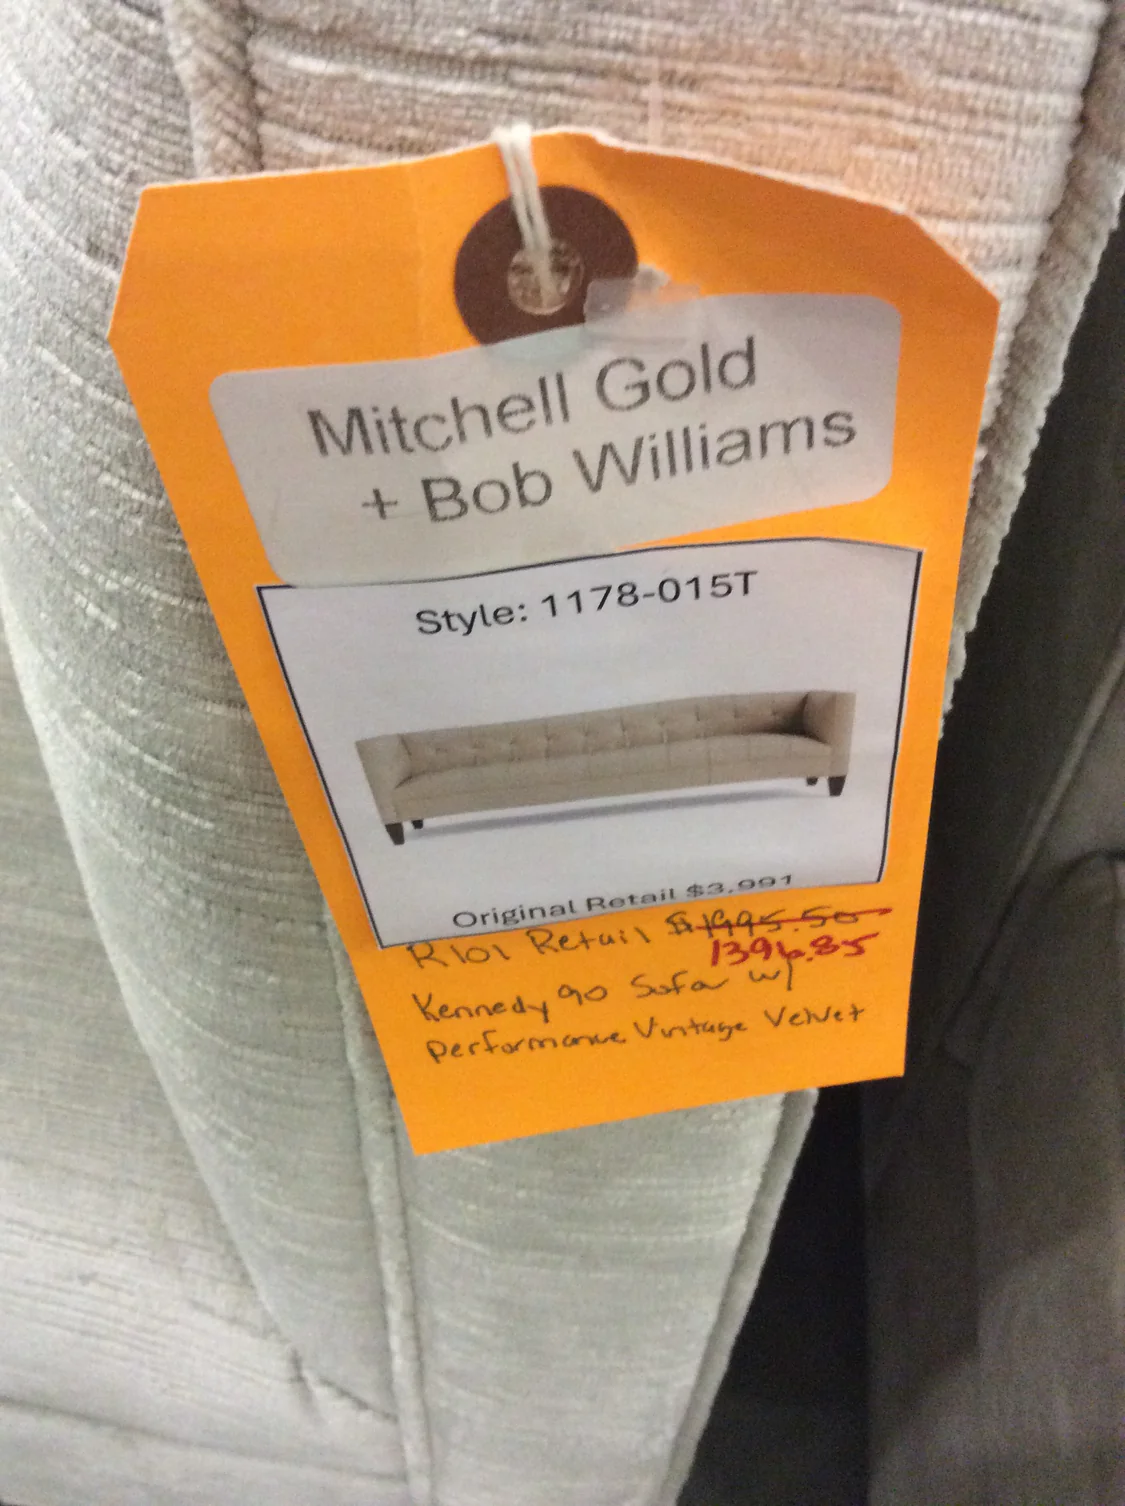 Mitchell Gold
+ Bob Williams
Style: 1178-015T
Original Retail $3,991
R101 Retail $1995.50
1396.85
Kennedy 90 Sofa w/
performance Vintage Velvet